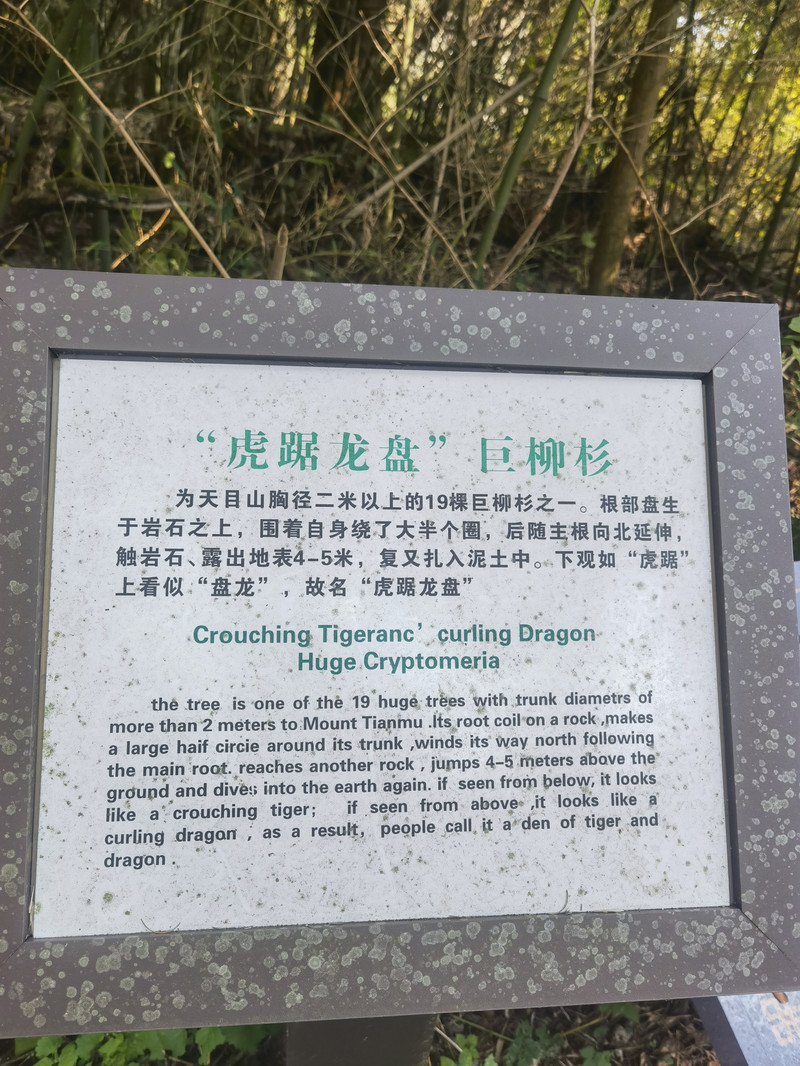 “虎踞龙盘”巨柳杉
为天目山胸径二米以上的19棵巨柳杉之一。根部盘生
于岩石之上，围着自身绕了大半个圈，后随主根向北延伸，
触岩石、露出地表4-5米，复又扎入泥土中。下观如“虎踞”
上看似“盘龙”，故名“虎踞龙盘”
Crouching Tigeranc’ curling Dragon
Huge Cryptomeria
the tree is one of the 19 huge trees with trunk diametrs of
more than 2 meters to Mount Tianmu .Its root coil on a rock ,makes
a large haif circie around its trunk ,winds its way north following
the main root. reaches another rock , jumps 4-5 meters above the
ground and dives into the earth again. if seen from below, it looks
like a crouching tiger; if seen from above ,it looks like a
curling dragon , as a result, people call it a den of tiger and
dragon .